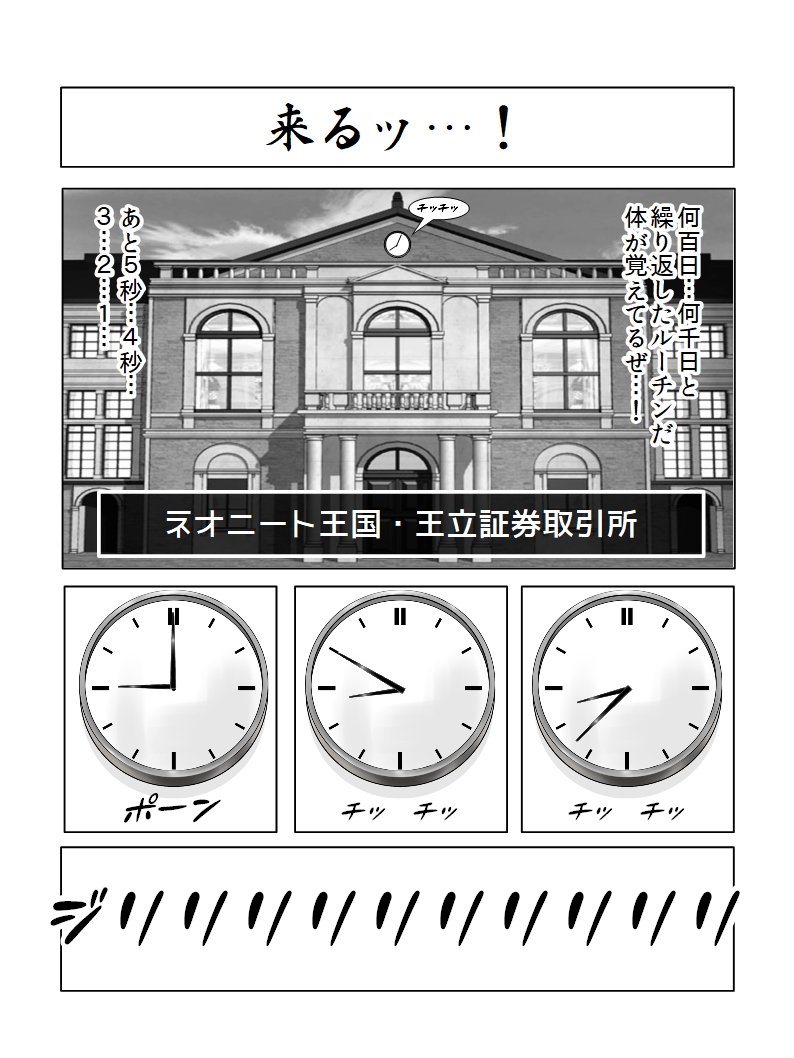 来るッ…！
何百日…何千日と
繰り返したルーチンだ
体が覚えてるぜ…！
チッチッ
あと５秒…４秒…
３…２…１…
ネオニート王国・王立証券取引所
チッ チッ
チッ チッ
ポーン
ジリリリリリリリリリリ